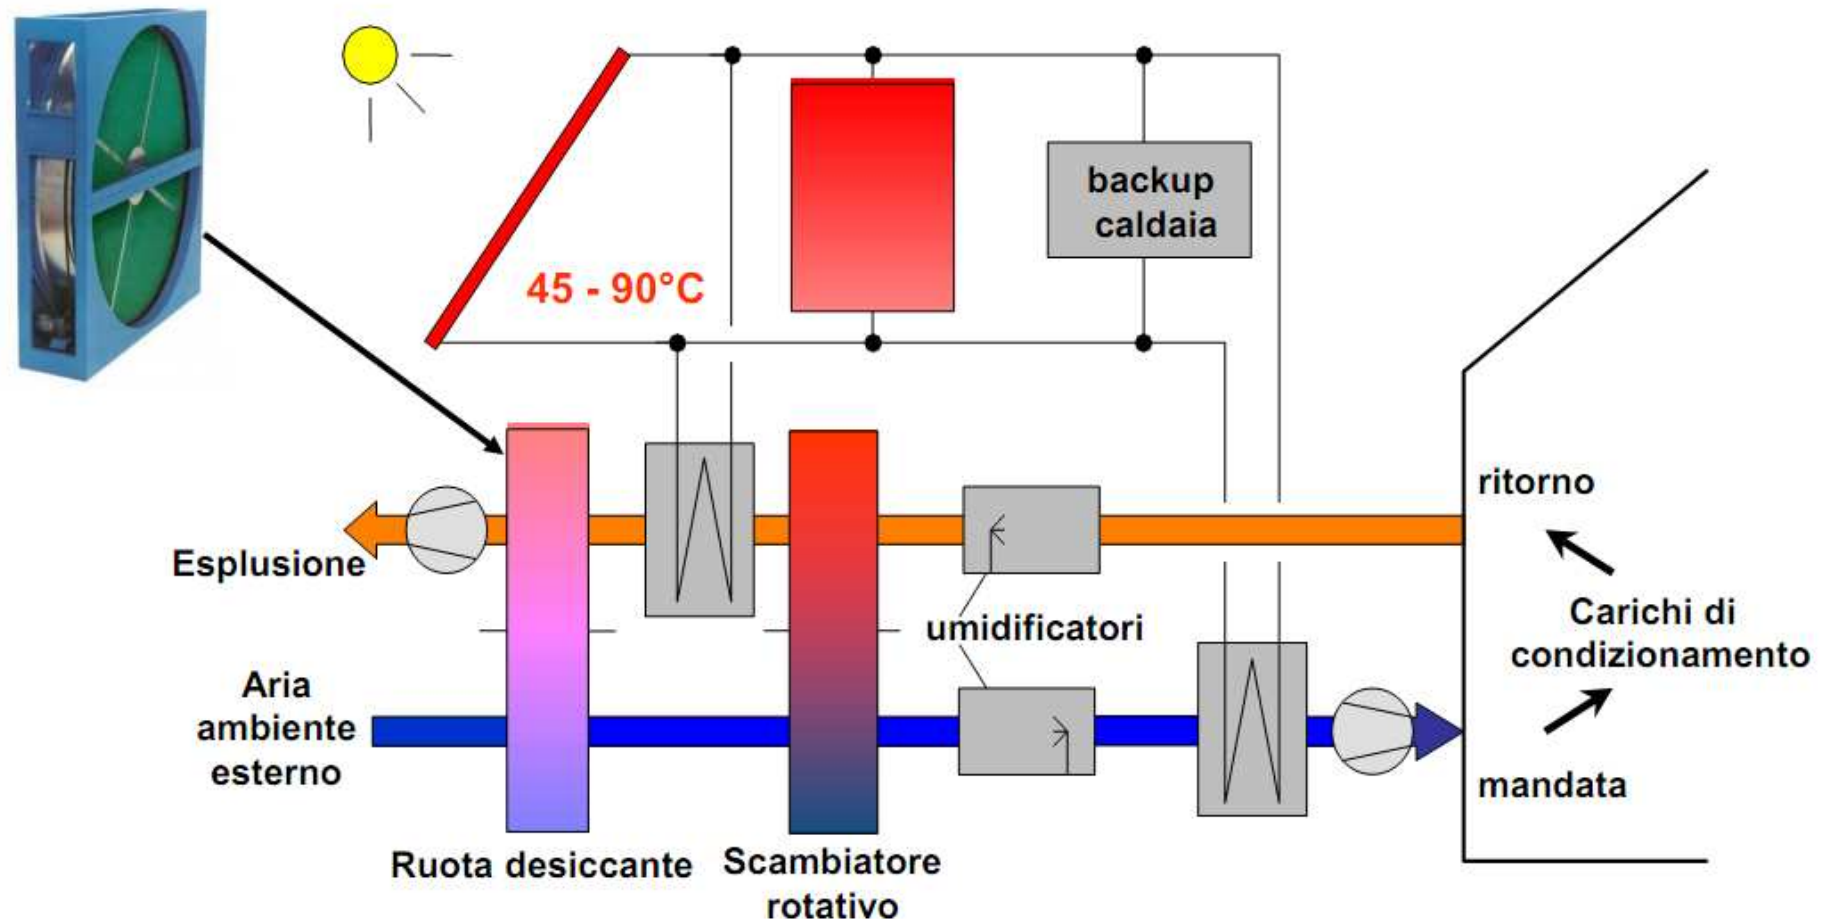 backup
caldaia
45 - 90°C
ritorno
Esplusione
Carichi di
condizionamento
umidificatori
Aria
ambiente
esterno
mandata
Ruota desiccante
Scambiatore
rotativo